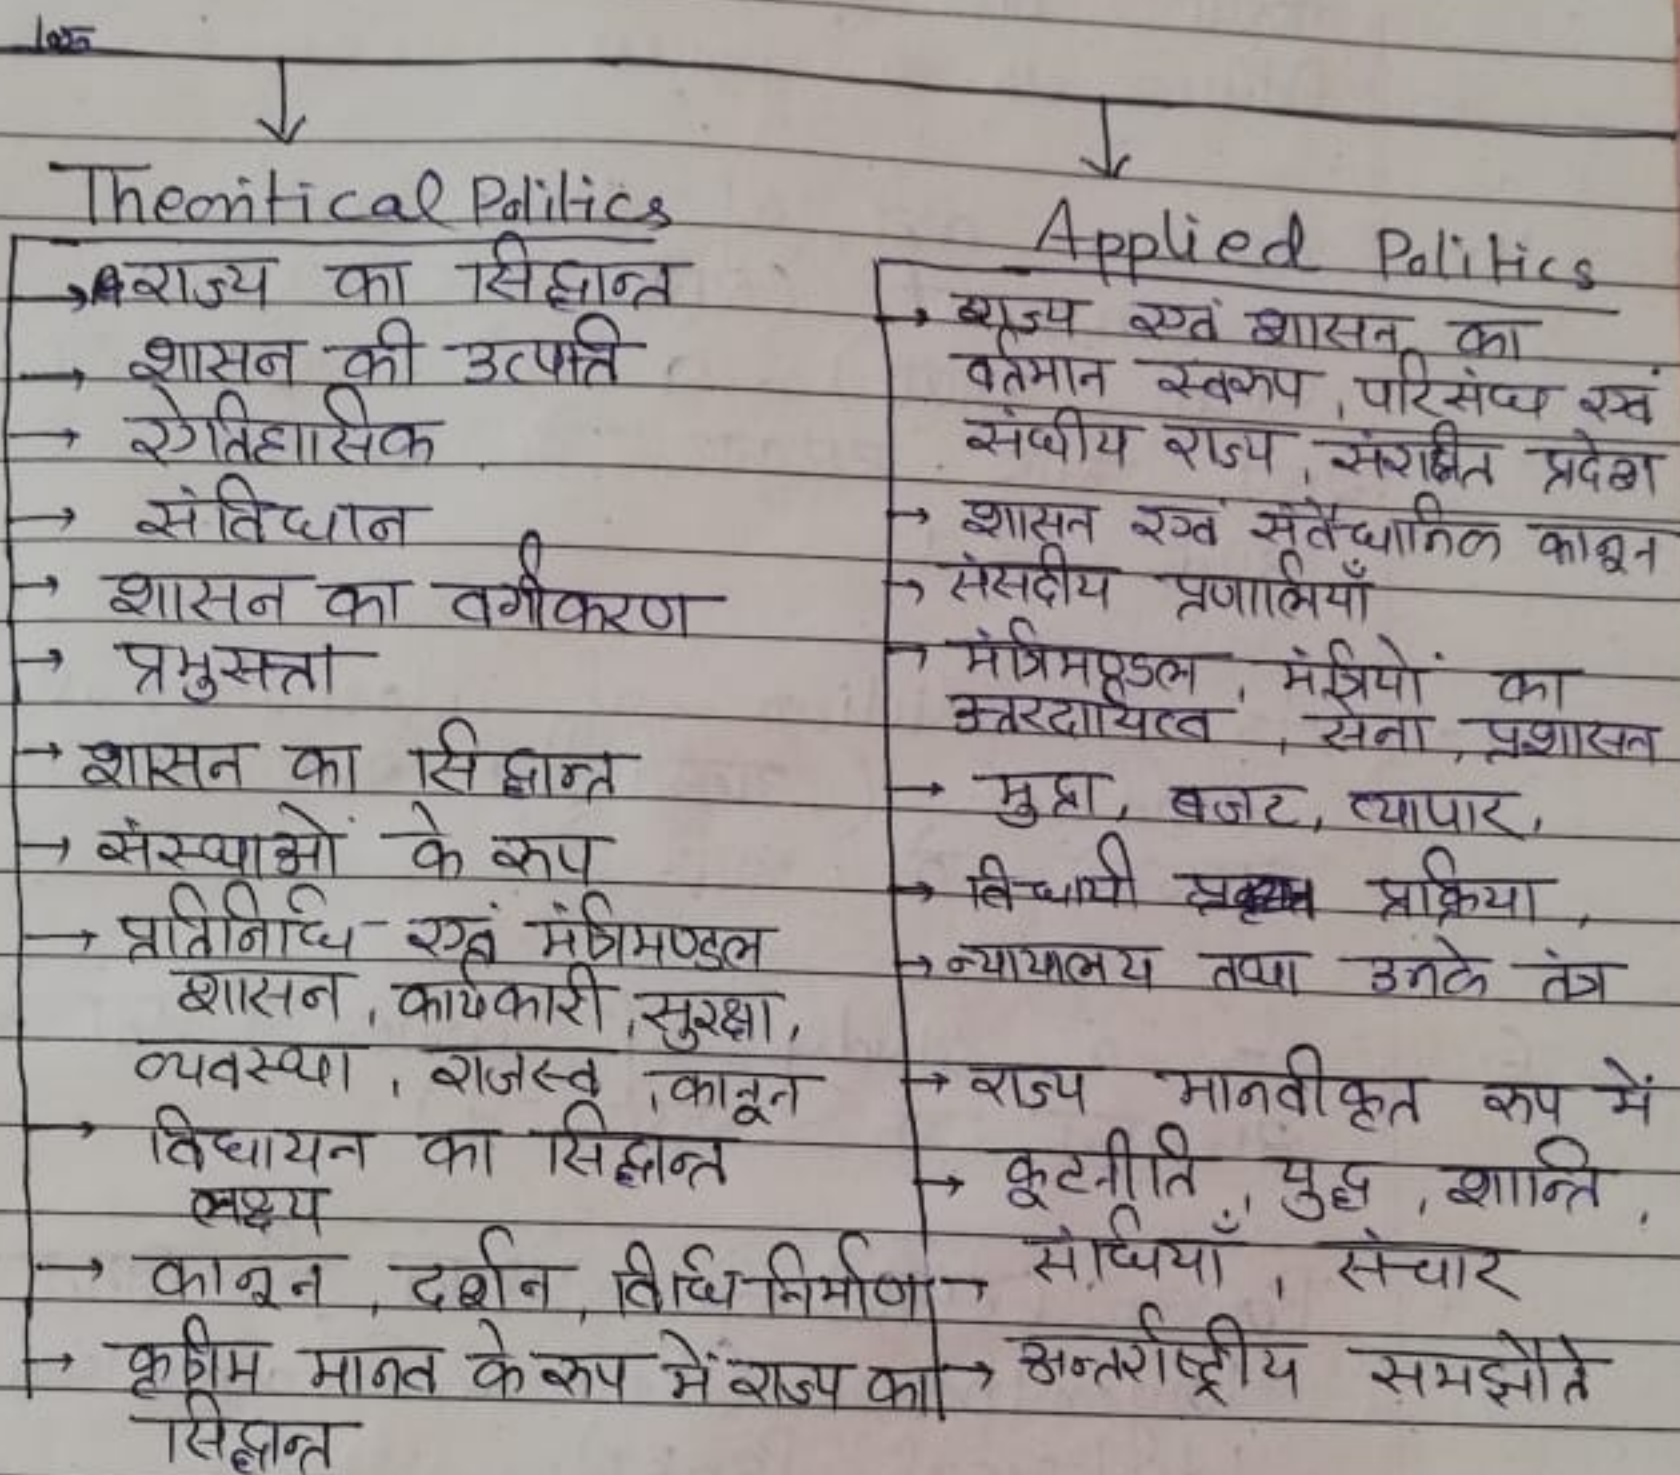 Theoritical Politics
राज्य का सिद्धान्त
शासन की उत्पति
ऐतिहासिक
संविधान
शासन का वर्गीकरण
प्रभुसत्ता
शासन का सिद्धान्त
संस्थाओं के रूप
प्रतिनिधि एवं मंत्रिमण्डल
शासन, कार्यकारी, सुरक्षा,
व्यवस्था, राजस्व, कानून
विधायन का सिद्धान्त
लक्ष्य
कानून, दर्शन, विधि निर्माण
कृत्रिम मानव के रूप में राज्य का
सिद्धान्त
Applied Politics
राज्य एवं शासन का
वर्तमान स्वरूप, परिसंघ एवं
संघीय राज्य, संरक्षित प्रदेश
शासन एवं संवैधानिक कानून
संसदीय प्रणालियाँ
मंत्रिमण्डल, मंत्रियों का
उत्तरदायित्व, सेना, प्रशासन
मुद्रा, बजट, व्यापार,
विधायी प्रक्रिया,
न्यायालय तथा उनके तंत्र
राज्य मानवीकृत रूप में
कूटनीति, युद्ध, शान्ति,
संधियाँ, संचार
अन्तर्राष्ट्रीय समझौते